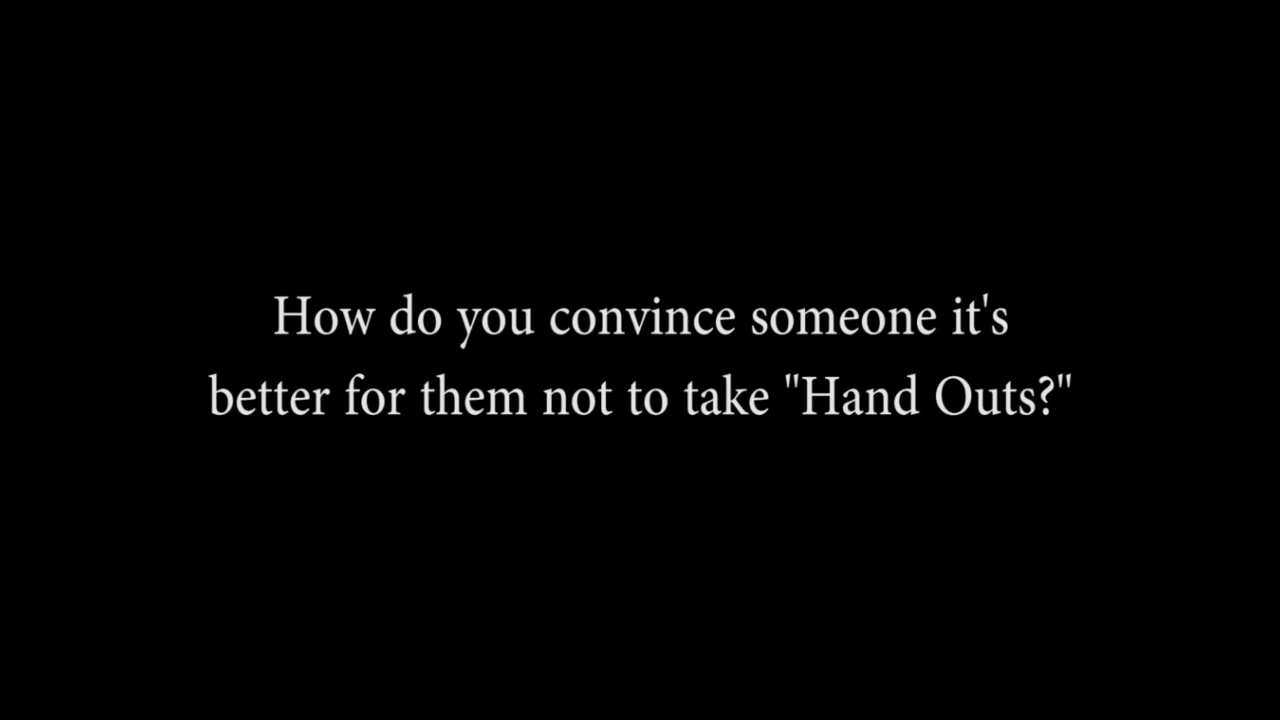 How do you convince someone it's
better for them not to take "Hand Outs?"